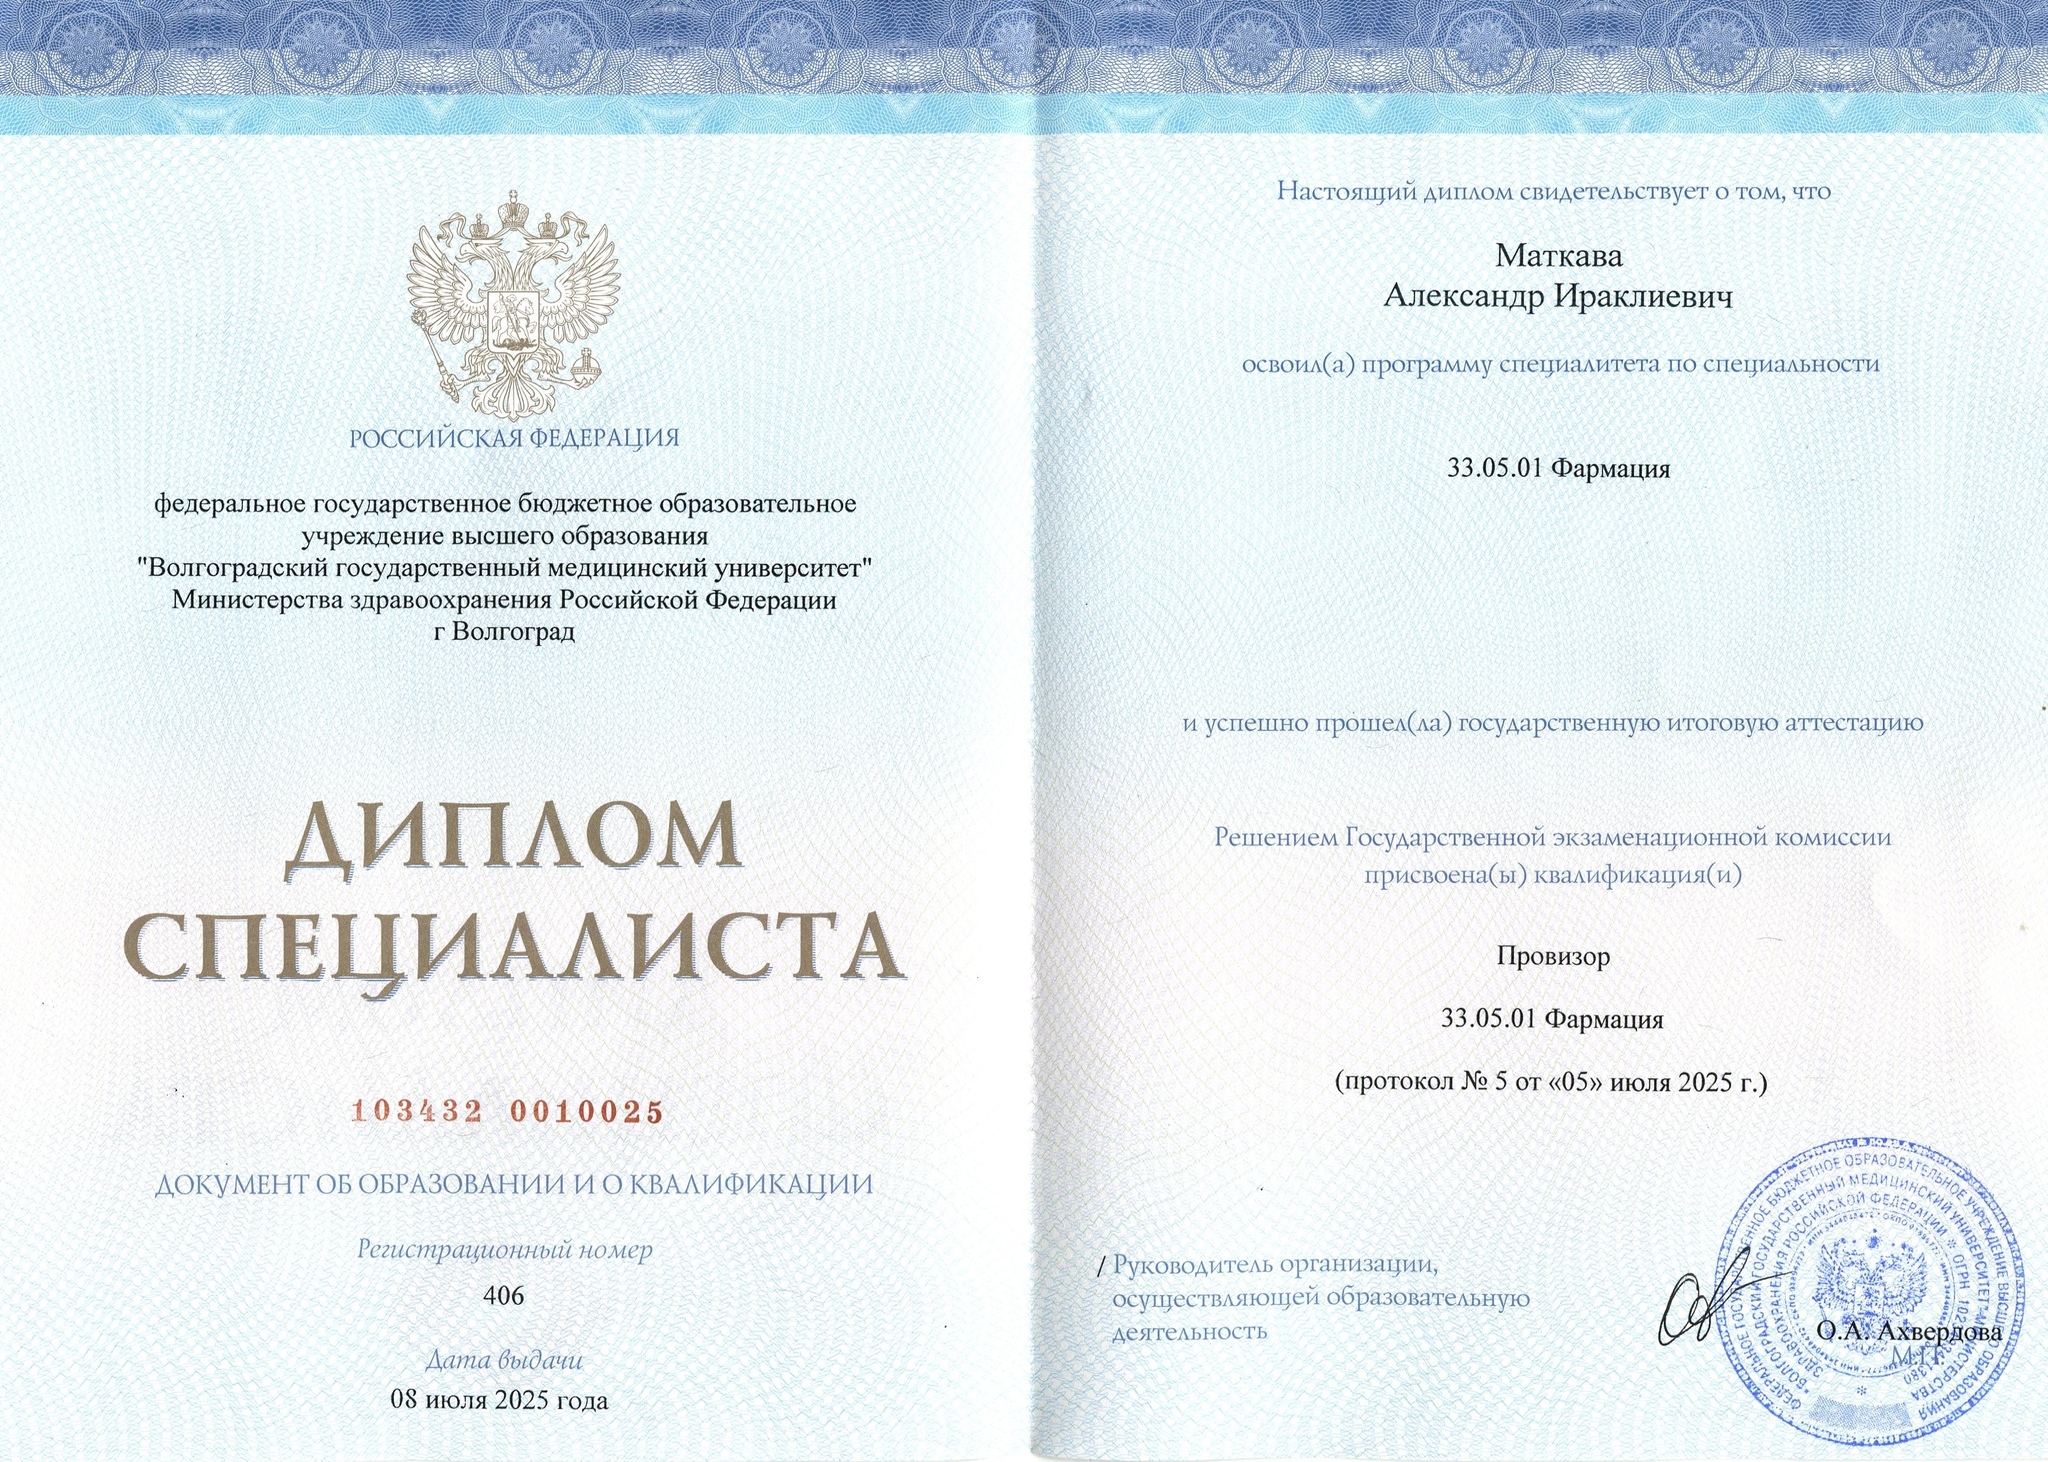 РОССИЙСКАЯ ФЕДЕРАЦИЯ
федеральное государственное бюджетное образовательное
учреждение высшего образования
"Волгоградский государственный медицинский университет"
Министерства здравоохранения Российской Федерации
г Волгоград
ДИПЛОМ
СПЕЦИАЛИСТА
103432 0010025
ДОКУМЕНТ ОБ ОБРАЗОВАНИИ И О КВАЛИФИКАЦИИ
Регистрационный номер
406
Дата выдачи
08 июля 2025 года
Настоящий диплом свидетельствует о том, что
Маткава
Александр Ираклиевич
освоил(а) программу специалитета по специальности
33.05.01 Фармация
и успешно прошел(ла) государственную итоговую аттестацию
Решением Государственной экзаменационной комиссии
присвоена(ы) квалификация(и)
Провизор
33.05.01 Фармация
(протокол № 5 от «05» июля 2025 г.)
/ Руководитель организации,
осуществляющей образовательную
деятельность
О.А. Ахвердова
М.П.
ФЕДЕРАЛЬНОЕ ГОСУДАРСТВЕННОЕ БЮДЖЕТНОЕ ОБРАЗОВАТЕЛЬНОЕ УЧРЕЖДЕНИЕ ВЫСШЕГО ОБРАЗОВАНИЯ
"ВОЛГОГРАДСКИЙ ГОСУДАРСТВЕННЫЙ МЕДИЦИНСКИЙ УНИВЕРСИТЕТ" МИНИСТЕРСТВА
ЗДРАВООХРАНЕНИЯ РОССИЙСКОЙ ФЕДЕРАЦИИ * ОГРН